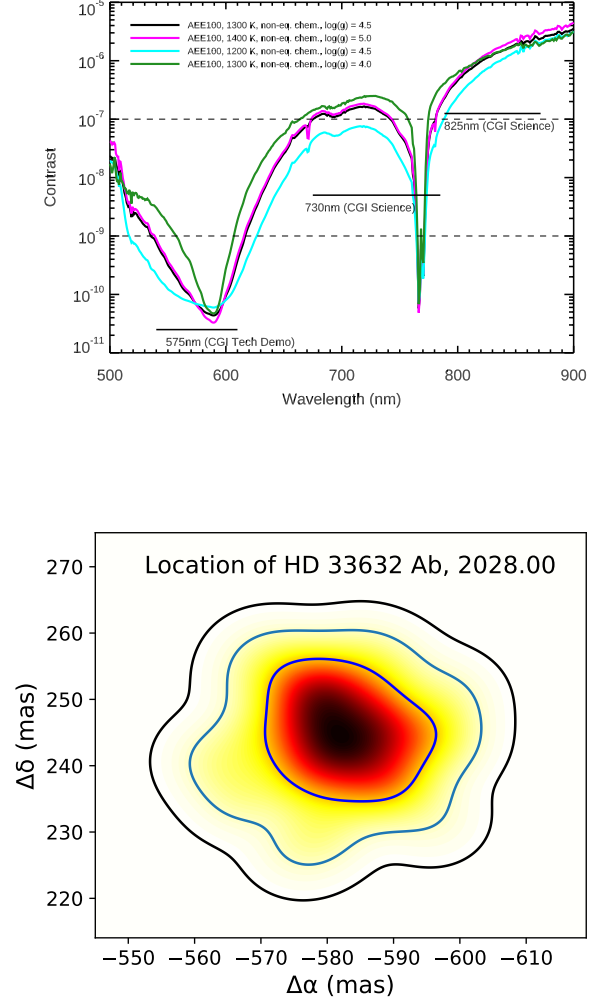 10⁻⁵
AEE100, 1300 K, non-eq. chem., log(g) = 4.5
AEE100, 1400 K, non-eq. chem., log(g) = 5.0
AEE100, 1200 K, non-eq. chem., log(g) = 4.5
AEE100, 1300 K, non-eq. chem., log(g) = 4.0
10⁻⁶
10⁻⁷
825nm (CGI Science)
10⁻⁸
Contrast
730nm (CGI Science)
10⁻⁹
10⁻¹⁰
575nm (CGI Tech Demo)
10⁻¹¹
500 600 700 800 900
Wavelength (nm)
Location of HD 33632 Ab, 2028.00
270
260
250
Δδ (mas)
240
230
220
−550 −560 −570 −580 −590 −600 −610
Δα (mas)